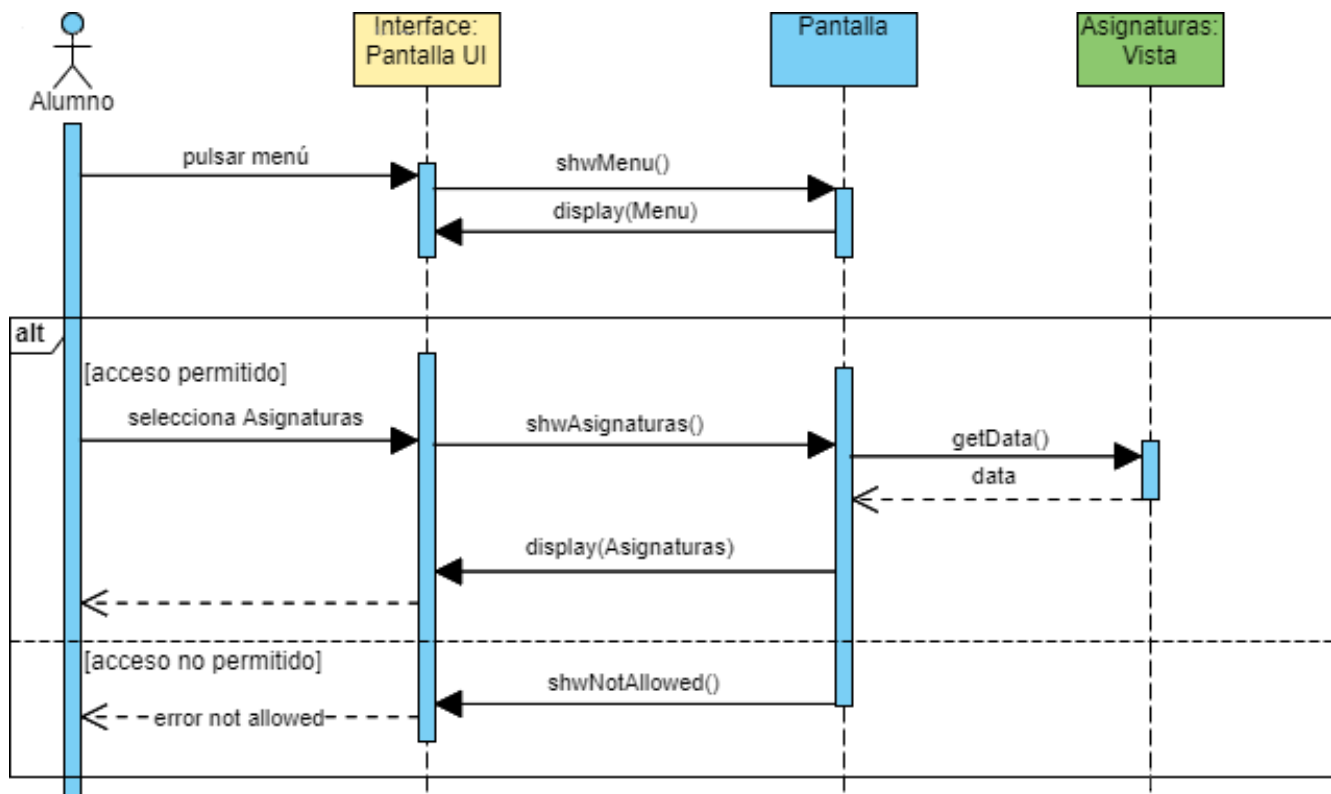 Interface:
Pantalla UI
Pantalla
Asignaturas:
Vista
Alumno
pulsar menú
shwMenu()
display(Menu)
alt
[acceso permitido]
selecciona Asignaturas
shwAsignaturas()
getData()
data
display(Asignaturas)
[acceso no permitido]
shwNotAllowed()
error not allowed